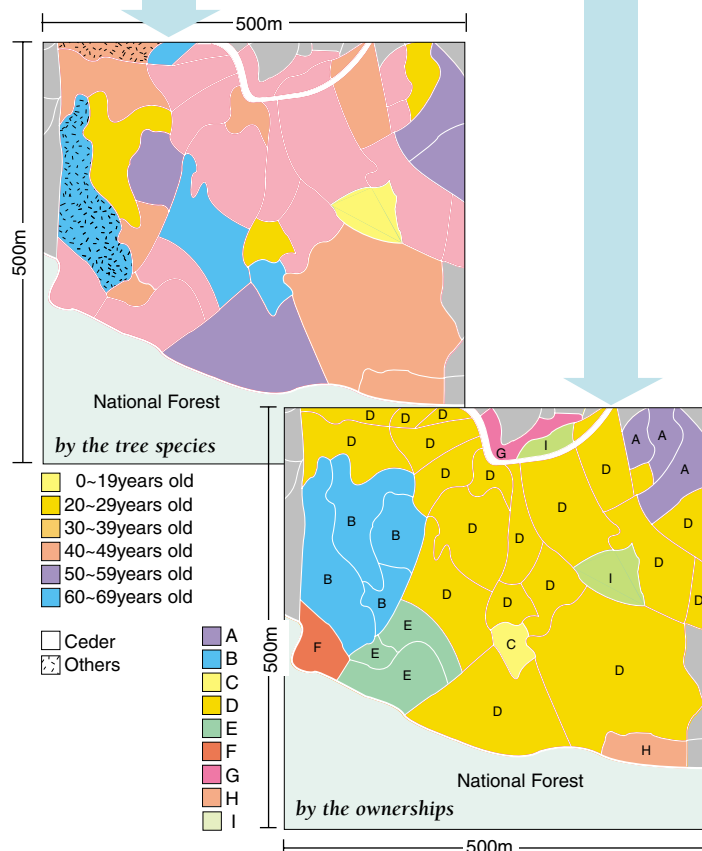 500m
500m
National Forest
by the tree species
0~19years old
20~29years old
30~39years old
40~49years old
50~59years old
60~69years old
Ceder
Others
A
B
C
D
E
F
G
H
I
500m
D D D
D D G I D A A
A
D D
B B D D D D
D
B B D D D I D D
E
F E E C D
D
H
National Forest
by the ownerships
500m